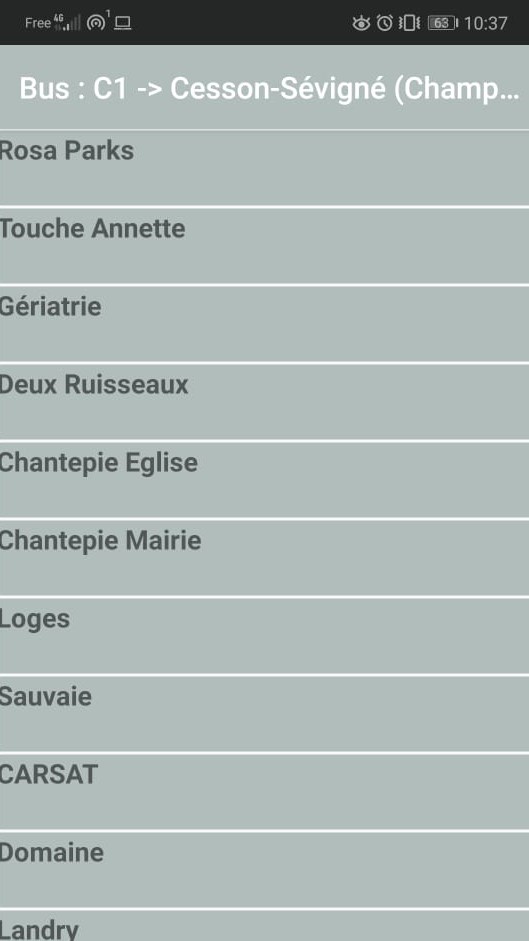 Free 4G 1 63 10:37
Bus : C1 -> Cesson-Sévigné (Champ...
Rosa Parks
Touche Annette
Gériatrie
Deux Ruisseaux
Chantepie Eglise
Chantepie Mairie
Loges
Sauvaie
CARSAT
Domaine
Landry